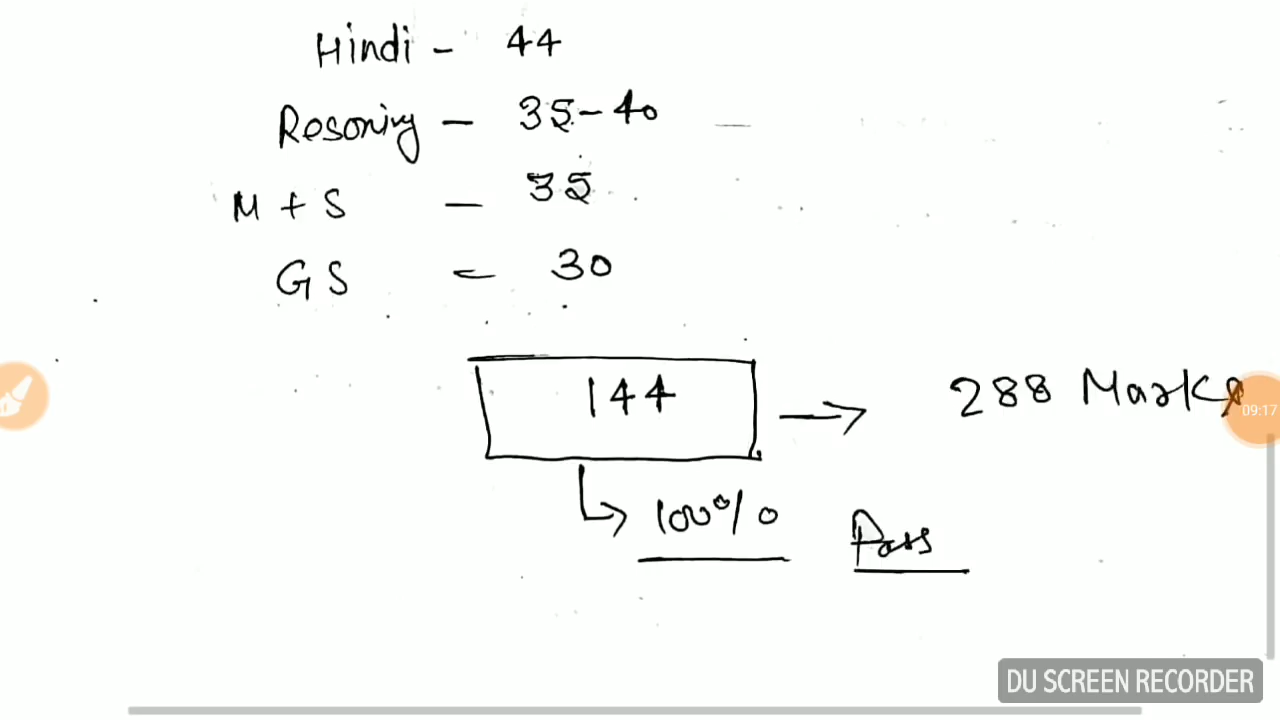 Hindi - 44
Resoning - 35-40
M + S - 35
GS = 30
144 → 288 Marks
09:17
↳ 100% Pass
DU SCREEN RECORDER